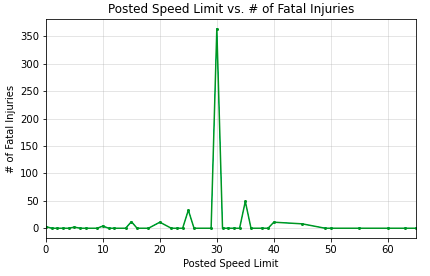 Posted Speed Limit vs. # of Fatal Injuries
# of Fatal Injuries
350
300
250
200
150
100
50
0
0 10 20 30 40 50 60
Posted Speed Limit